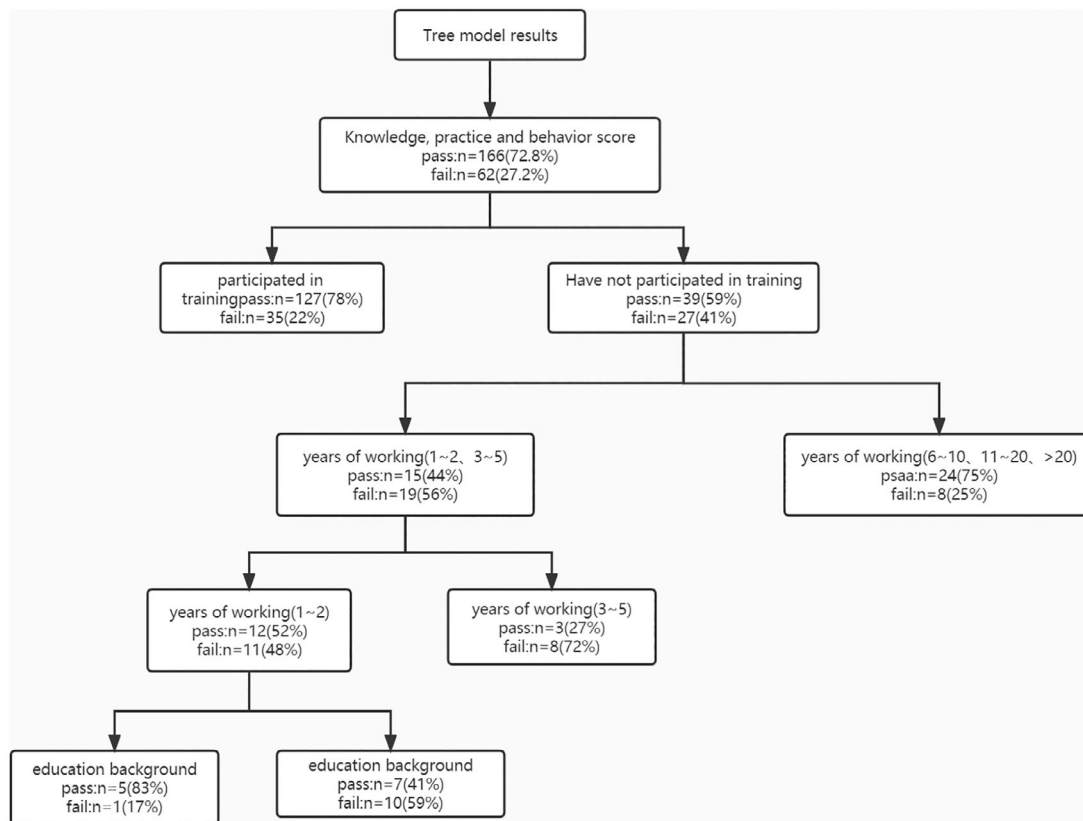 Tree model results
Knowledge, practice and behavior score
pass:n=166(72.8%)
fail:n=62(27.2%)
participated in
trainingpass:n=127(78%)
fail:n=35(22%)
Have not participated in training
pass:n=39(59%)
fail:n=27(41%)
years of working(1~2、3~5)
pass:n=15(44%)
fail:n=19(56%)
years of working(6~10、11~20、>20)
psaa:n=24(75%)
fail:n=8(25%)
years of working(1~2)
pass:n=12(52%)
fail:n=11(48%)
years of working(3~5)
pass:n=3(27%)
fail:n=8(72%)
education background
pass:n=5(83%)
fail:n=1(17%)
education background
pass:n=7(41%)
fail:n=10(59%)